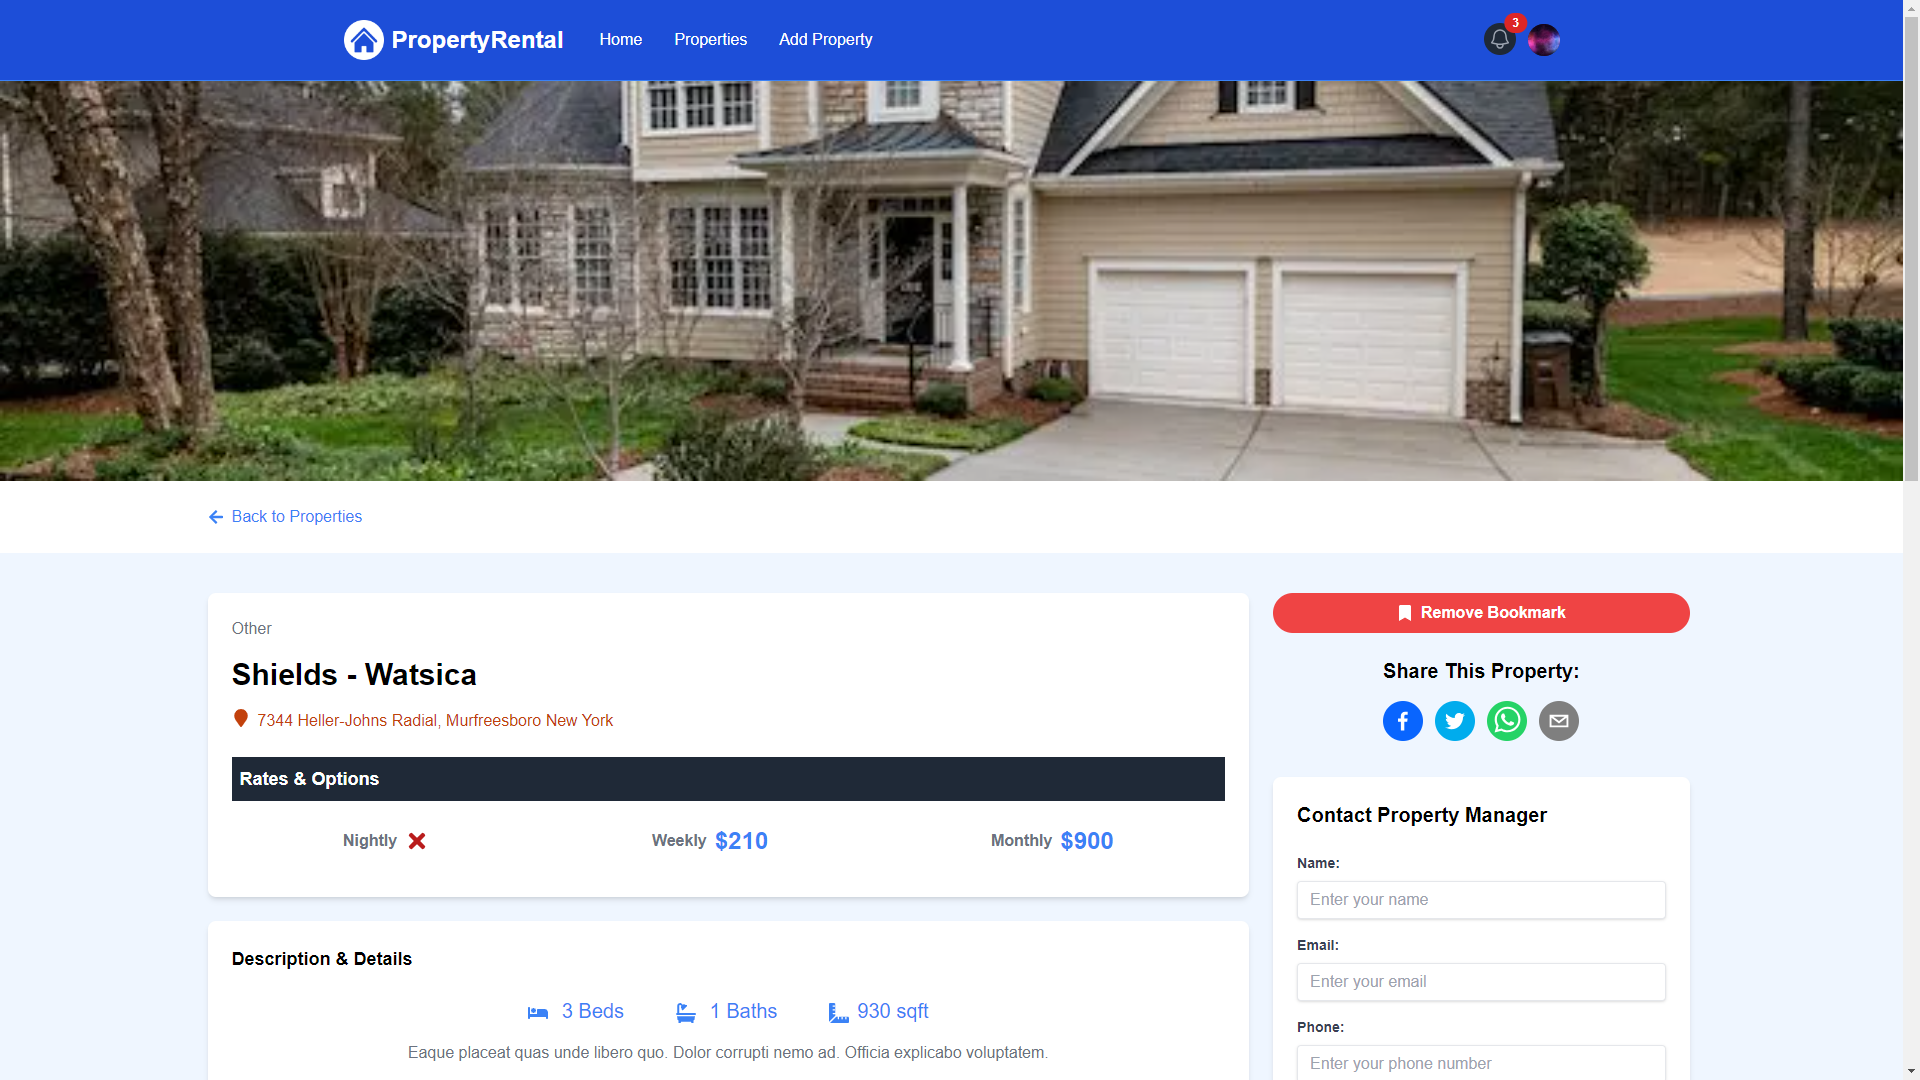 PropertyRental
Home
Properties
Add Property
3
Back to Properties
Other
Shields - Watsica
7344 Heller-Johns Radial, Murfreesboro New York
Rates & Options
Nightly
Weekly $210
Monthly $900
Description & Details
3 Beds
1 Baths
930 sqft
Eaque placeat quas unde libero quo. Dolor corrupti nemo ad. Officia explicabo voluptatem.
Remove Bookmark
Share This Property:
Contact Property Manager
Name:
Enter your name
Email:
Enter your email
Phone:
Enter your phone number